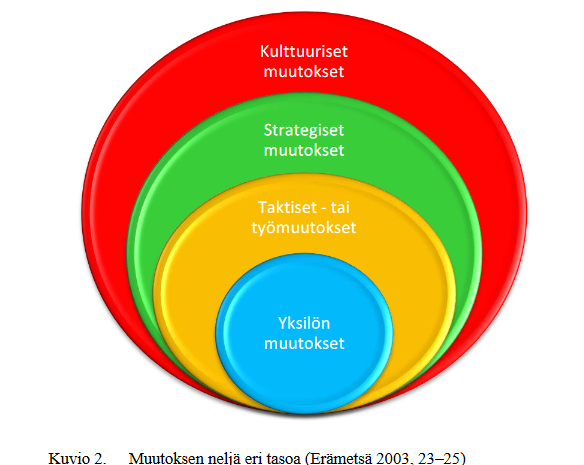 Kulttuuriset
muutokset
Strategiset
muutokset
Taktiset - tai
työmuutokset
Yksilön
muutokset
Kuvio 2. Muutoksen neljä eri tasoa (Erämetsä 2003, 23–25)